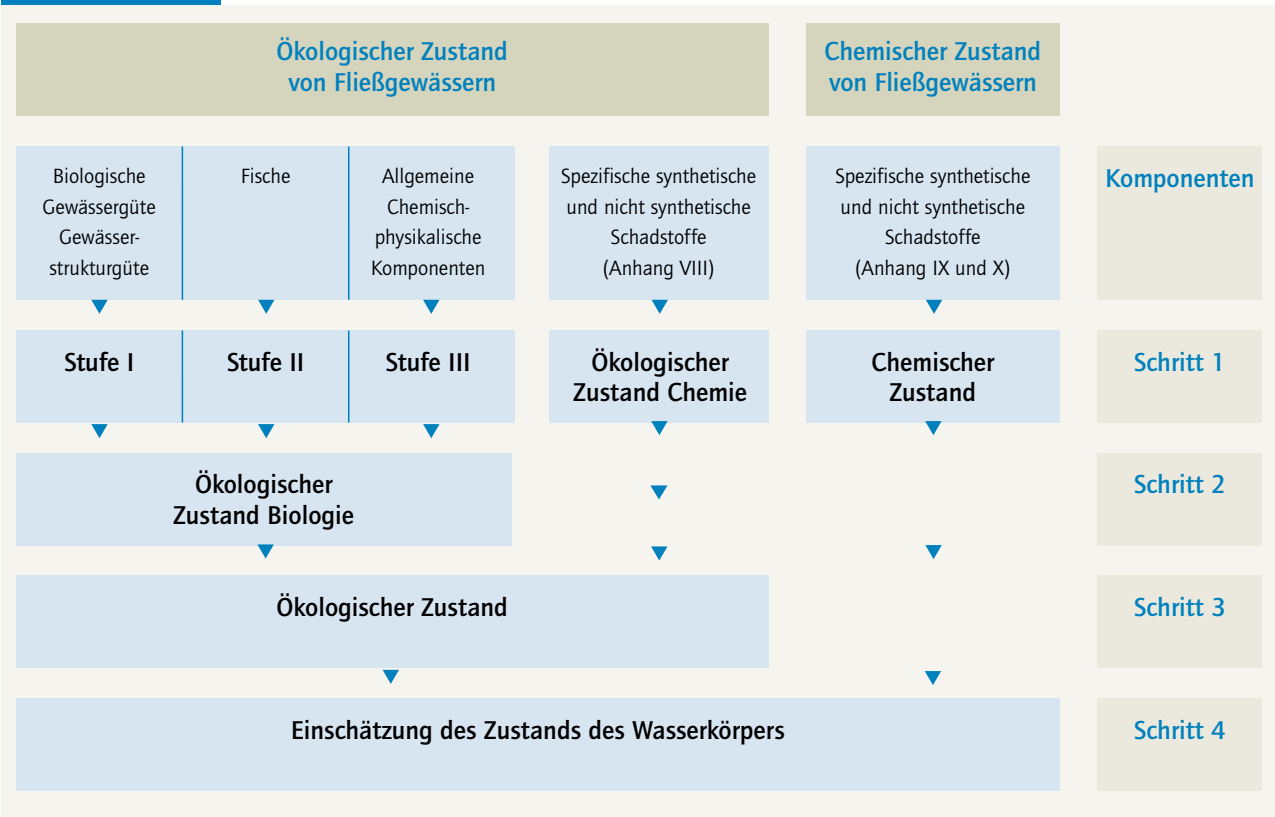 Ökologischer Zustand
von Fließgewässern
Chemischer Zustand
von Fließgewässern
Biologische
Gewässergüte
Gewässer-
strukturgüte
Fische
Allgemeine
Chemisch-
physikalische
Komponenten
Spezifische synthetische
und nicht synthetische
Schadstoffe
(Anhang VIII)
Spezifische synthetische
und nicht synthetische
Schadstoffe
(Anhang IX und X)
Komponenten
Stufe I
Stufe II
Stufe III
Ökologischer
Zustand Chemie
Chemischer
Zustand
Schritt 1
Ökologischer
Zustand Biologie
Schritt 2
Ökologischer Zustand
Schritt 3
Einschätzung des Zustands des Wasserkörpers
Schritt 4